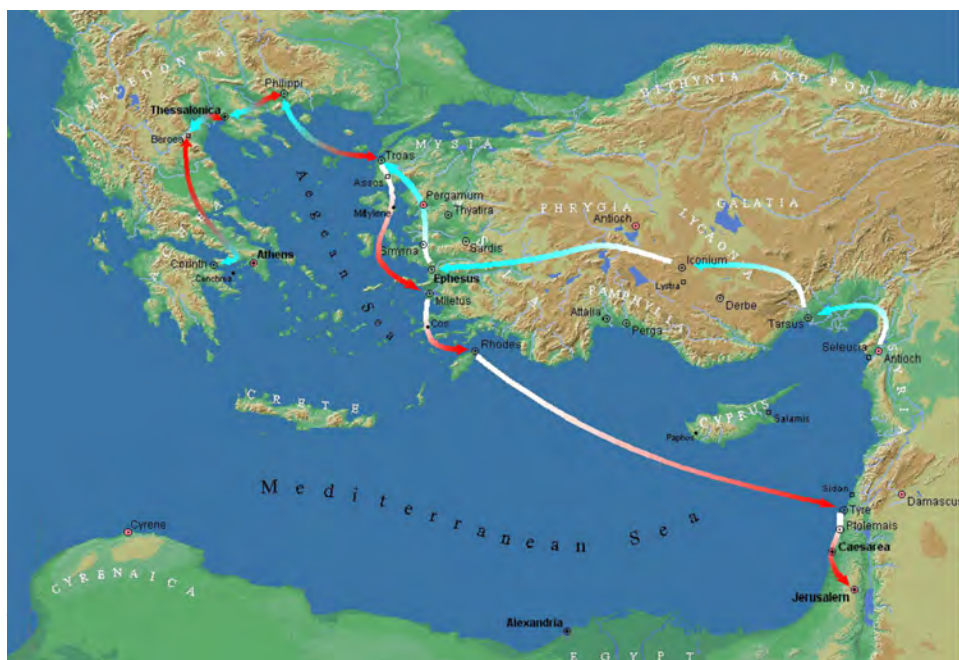 MACEDONIA
Philippi
Thessalonica
Beroea
BITHYNIA AND PONTUS
Troas
MYSIA
Assos
Mitylene
Pergamum
Thyatira
Aegean Sea
PHRYGIA
Antioch
GALATIA
LYCAONIA
Smyrna
Sardis
ASIA
Iconium
Lystra
Derbe
Ephesus
Athens
Corinth
Cenchrea
ACHAIA
Miletus
Cos
PAMPHYLIA
Attalia
Perga
Tarsus
Seleucia
Antioch
SYRIA
Rhodes
CRETE
CYPRUS
Salamis
Paphos
Sidon
Damascus
Tyre
Ptolemais
Mediterranean Sea
Cyrene
CYRENAICA
Caesarea
Jerusalem
Alexandria
EGYPT